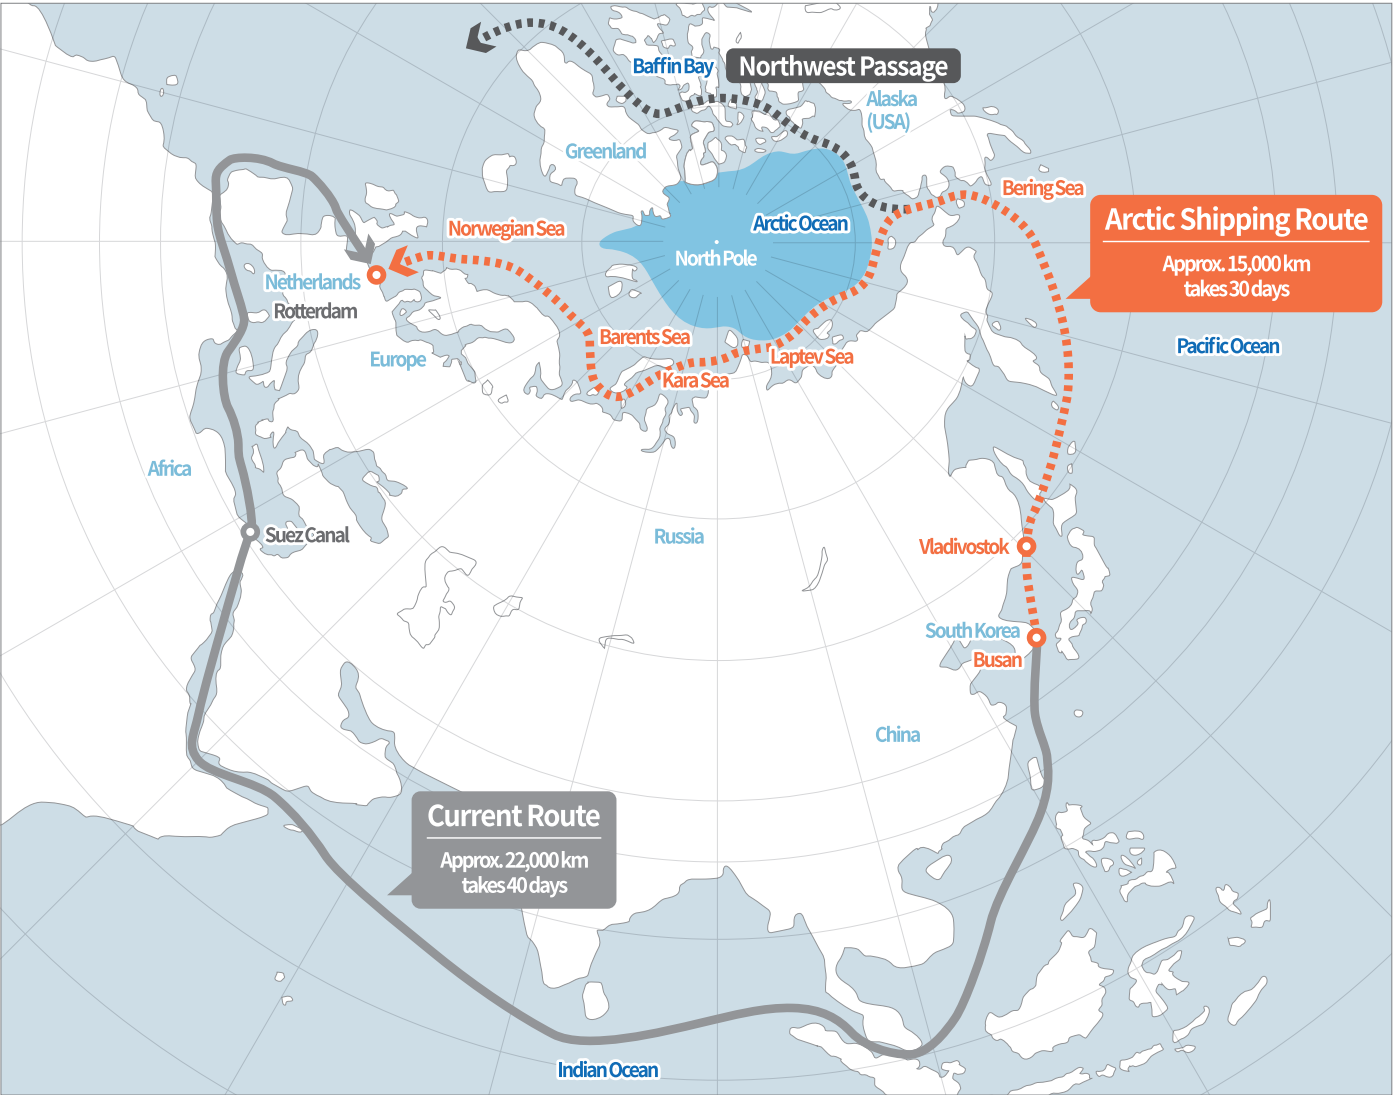 Baffin Bay
Northwest Passage
Alaska
(USA)
Greenland
Bering Sea
Arctic Shipping Route
Approx. 15,000 km
takes 30 days
Norwegian Sea
Arctic Ocean
North Pole
Netherlands
Rotterdam
Barents Sea
Pacific Ocean
Europe
Laptev Sea
Kara Sea
Africa
Suez Canal
Russia
Vladivostok
South Korea
Busan
China
Current Route
Approx. 22,000 km
takes 40 days
Indian Ocean